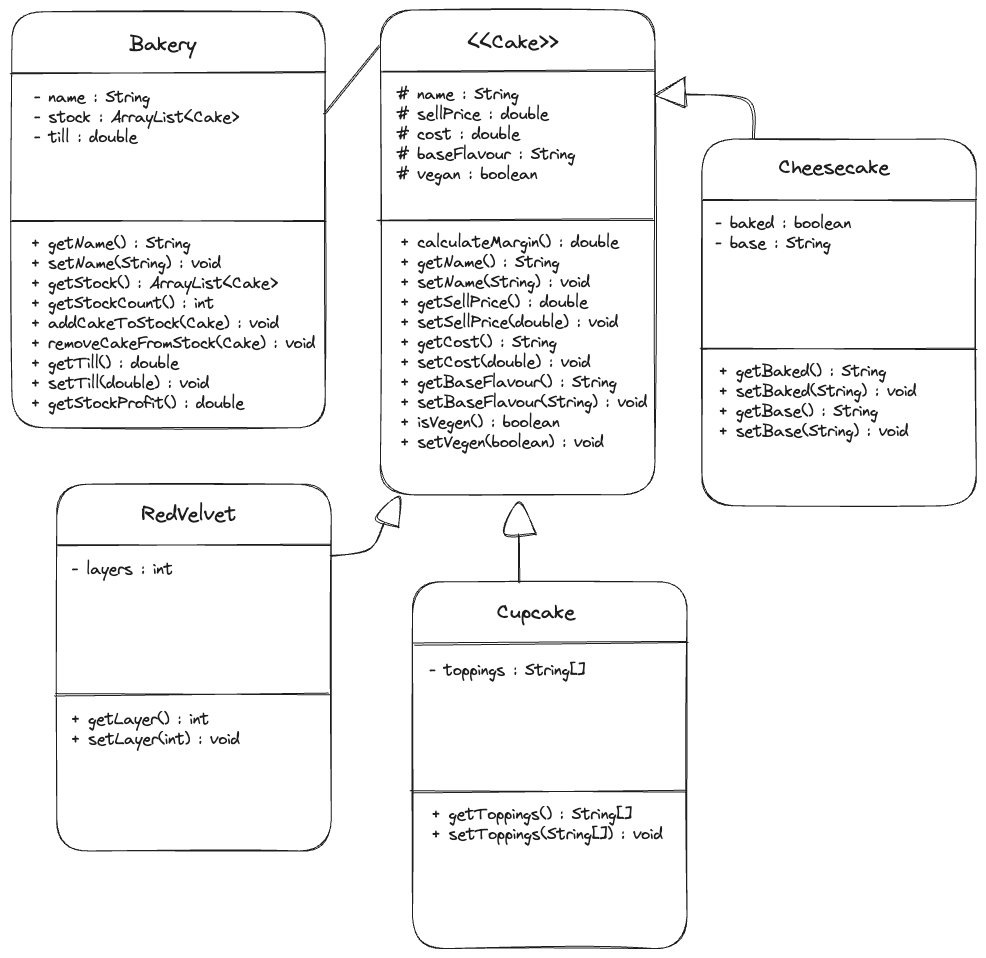 Bakery
- name : String
- stock : ArrayList<Cake>
- till : double
+ getName() : String
+ setName(String) : void
+ getStock() : ArrayList<Cake>
+ getStockCount() : int
+ addCakeToStock(Cake) : void
+ removeCakeFromStock(Cake) : void
+ getTill() : double
+ setTill(double) : void
+ getStockProfit() : double
<<Cake>>
# name : String
# sellPrice : double
# cost : double
# baseFlavour : String
# vegan : boolean
+ calculateMargin() : double
+ getName() : String
+ setName(String) : void
+ getSellPrice() : double
+ setSellPrice(double) : void
+ getCost() : String
+ setCost(double) : void
+ getBaseFlavour() : String
+ setBaseFlavour(String) : void
+ isVegen() : boolean
+ setVegen(boolean) : void
Cheesecake
- baked : boolean
- base : String
+ getBaked() : String
+ setBaked(String) : void
+ getBase() : String
+ setBase(String) : void
RedVelvet
- layers : int
+ getLayer() : int
+ setLayer(int) : void
Cupcake
- toppings : String[]
+ getToppings() : String[]
+ setToppings(String[]) : void